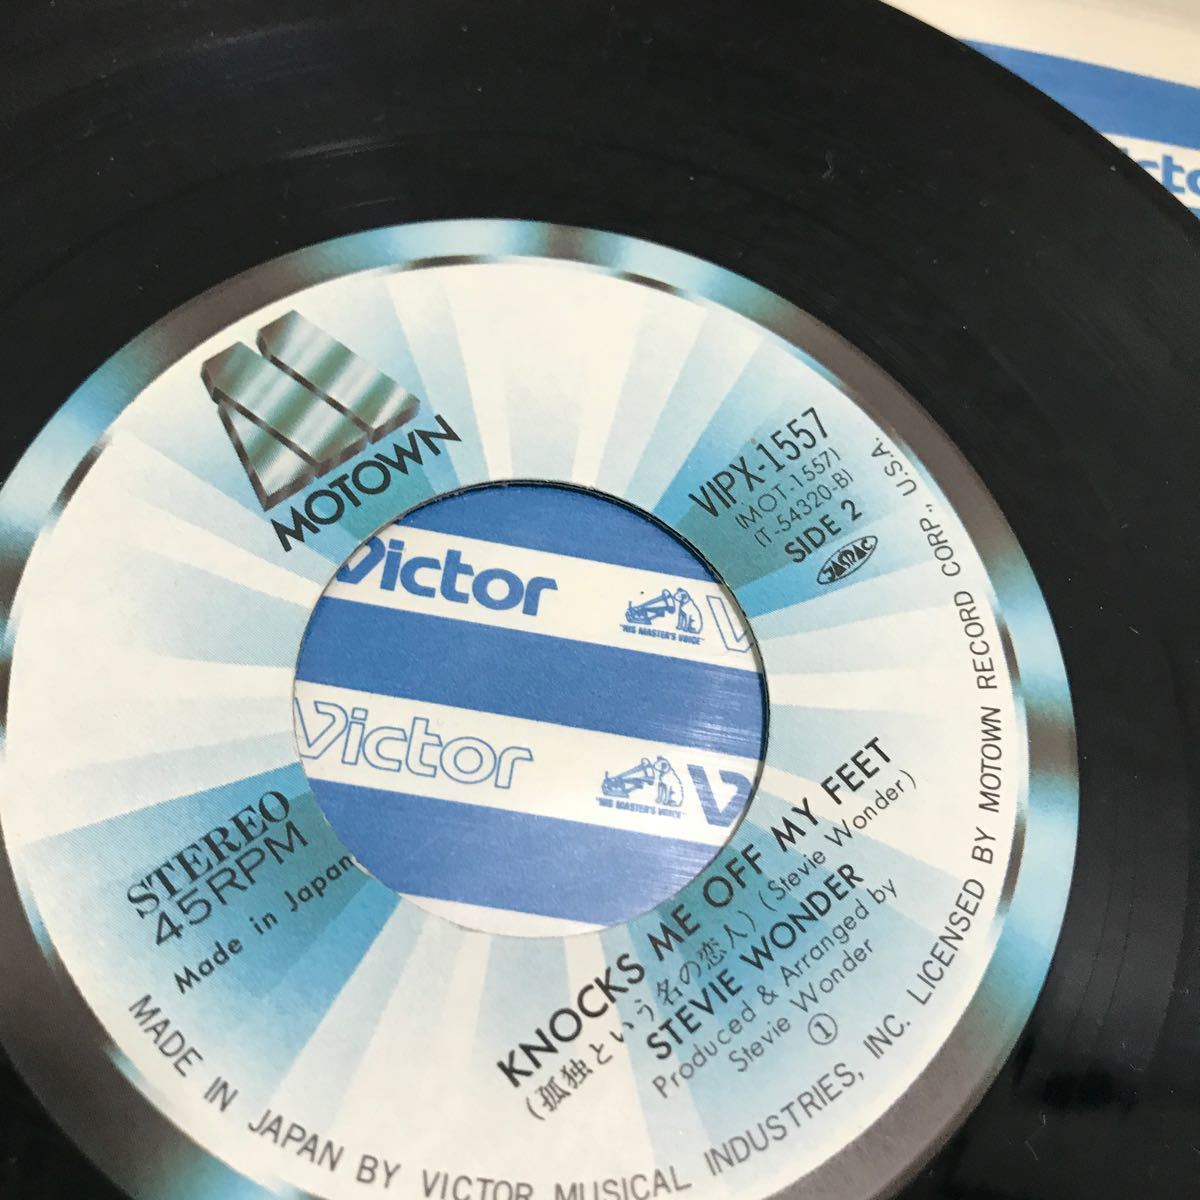 MOTOWN
VIPX-1557
(MOT.1557)
(T-54320-B)
SIDE 2
JASRAC
Victor
"HIS MASTER'S VOICE"
Victor
"HIS MASTER'S VOICE"
STEREO
45RPM
Made in Japan
KNOCKS ME OFF MY FEET
(孤独という名の恋人) (Stevie Wonder)
STEVIE WONDER
Produced & Arranged by
Stevie Wonder
①
MADE IN JAPAN BY VICTOR MUSICAL INDUSTRIES, INC. LICENSED BY MOTOWN RECORD CORP., U.S.A.